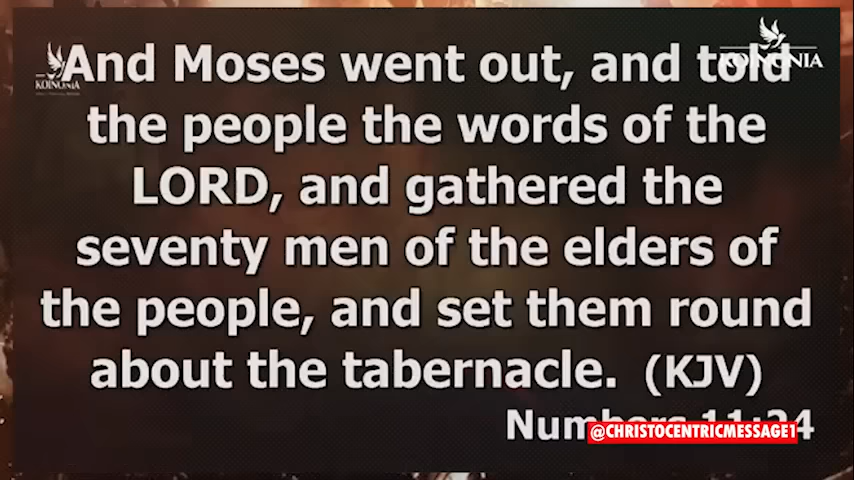 KOINONIA
KOINONIA
And Moses went out, and told
the people the words of the
LORD, and gathered the
seventy men of the elders of
the people, and set them round
about the tabernacle. (KJV)
Numbers 11:24
@CHRISTOCENTRICMESSAGE1